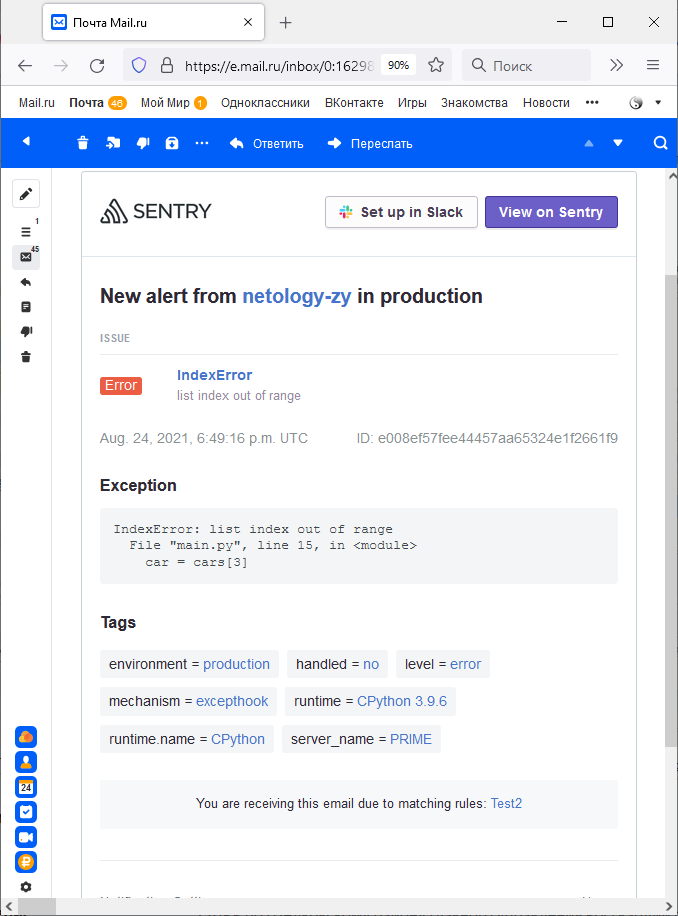 Почта Mail.ru
https://e.mail.ru/inbox/0:16298
90%
Поиск
Mail.ru Почта 46 Мой Мир 1 Одноклассники ВКонтакте Игры Знакомства Новости •••
Ответить Переслать
1
45
SENTRY
Set up in Slack
View on Sentry
New alert from netology-zy in production
ISSUE
Error
IndexError
list index out of range
Aug. 24, 2021, 6:49:16 p.m. UTC ID: e008ef57fee44457aa65324e1f2661f9
Exception
IndexError: list index out of range
File "main.py", line 15, in <module>
car = cars[3]
Tags
environment = production handled = no level = error
mechanism = excepthook runtime = CPython 3.9.6
runtime.name = CPython server_name = PRIME
24
You are receiving this email due to matching rules: Test2